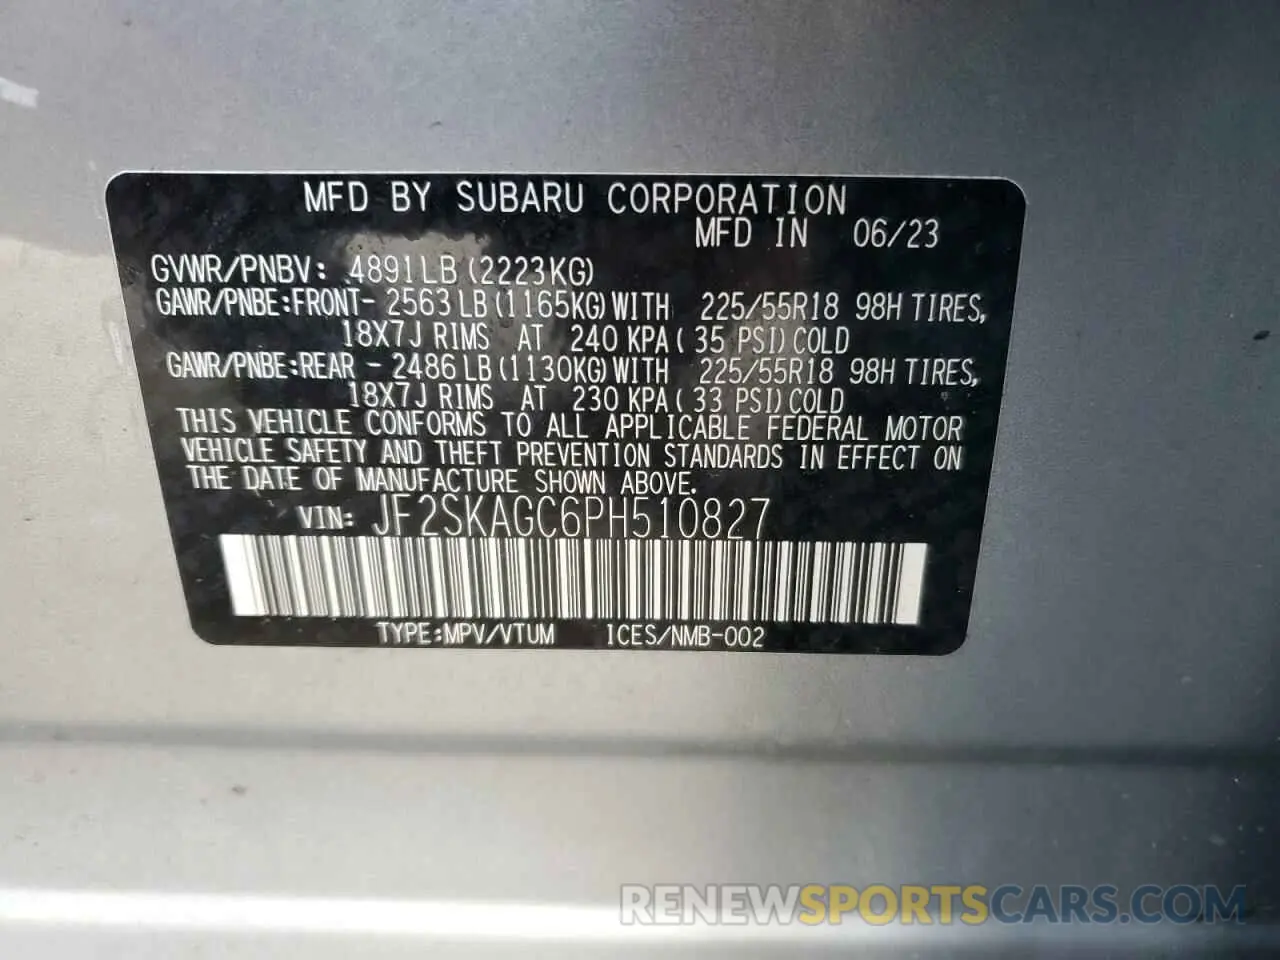 MFD BY SUBARU CORPORATION
MFD IN 06/23
GVWR/PNBV: 4891LB (2223KG)
GAWR/PNBE:FRONT- 2563LB (1165KG) WITH 225/55R18 98H TIRES,
18X7J RIMS AT 240 KPA ( 35 PSI) COLD
GAWR/PNBE:REAR - 2486LB (1130KG) WITH 225/55R18 98H TIRES,
18X7J RIMS AT 230 KPA ( 33 PSI) COLD
THIS VEHICLE CONFORMS TO ALL APPLICABLE FEDERAL MOTOR
VEHICLE SAFETY AND THEFT PREVENTION STANDARDS IN EFFECT ON
THE DATE OF MANUFACTURE SHOWN ABOVE.
VIN: JF2SKAGC6PH510827
TYPE:MPV/VTUM ICES/NMB-002
RENEWSPORTSCARS.COM